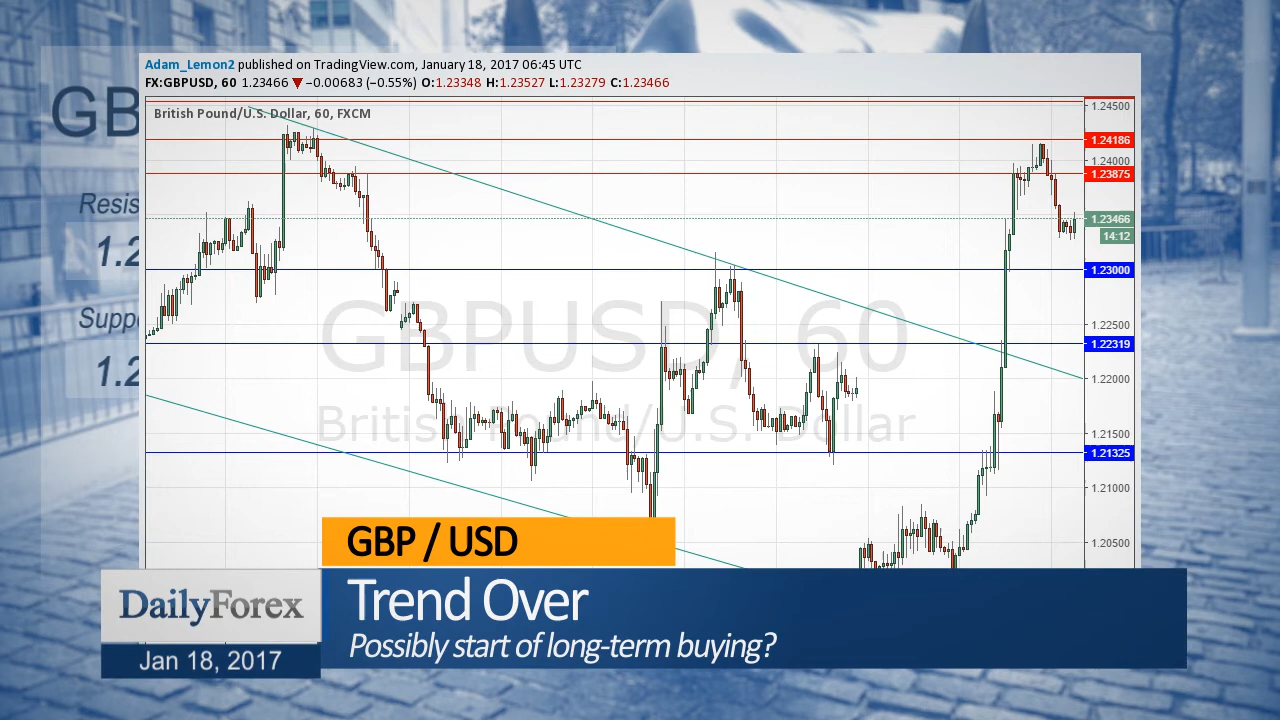 Adam_Lemon2 published on TradingView.com, January 18, 2017 06:45 UTC
FX:GBPUSD, 60 1.23466 ▼ −0.00683 (−0.55%) O:1.23348 H:1.23527 L:1.23279 C:1.23466
British Pound/U.S. Dollar, 60, FXCM
GB
Resis
1.2
Suppo
1.2
GBPUSD, 60
British Pound/U.S. Dollar
1.24500
1.24186
1.24000
1.23875
1.23466
14:12
1.23000
1.22500
1.22319
1.22000
1.21500
1.21325
1.21000
1.20500
GBP / USD
Trend Over
Possibly start of long-term buying?
DailyForex
Jan 18, 2017